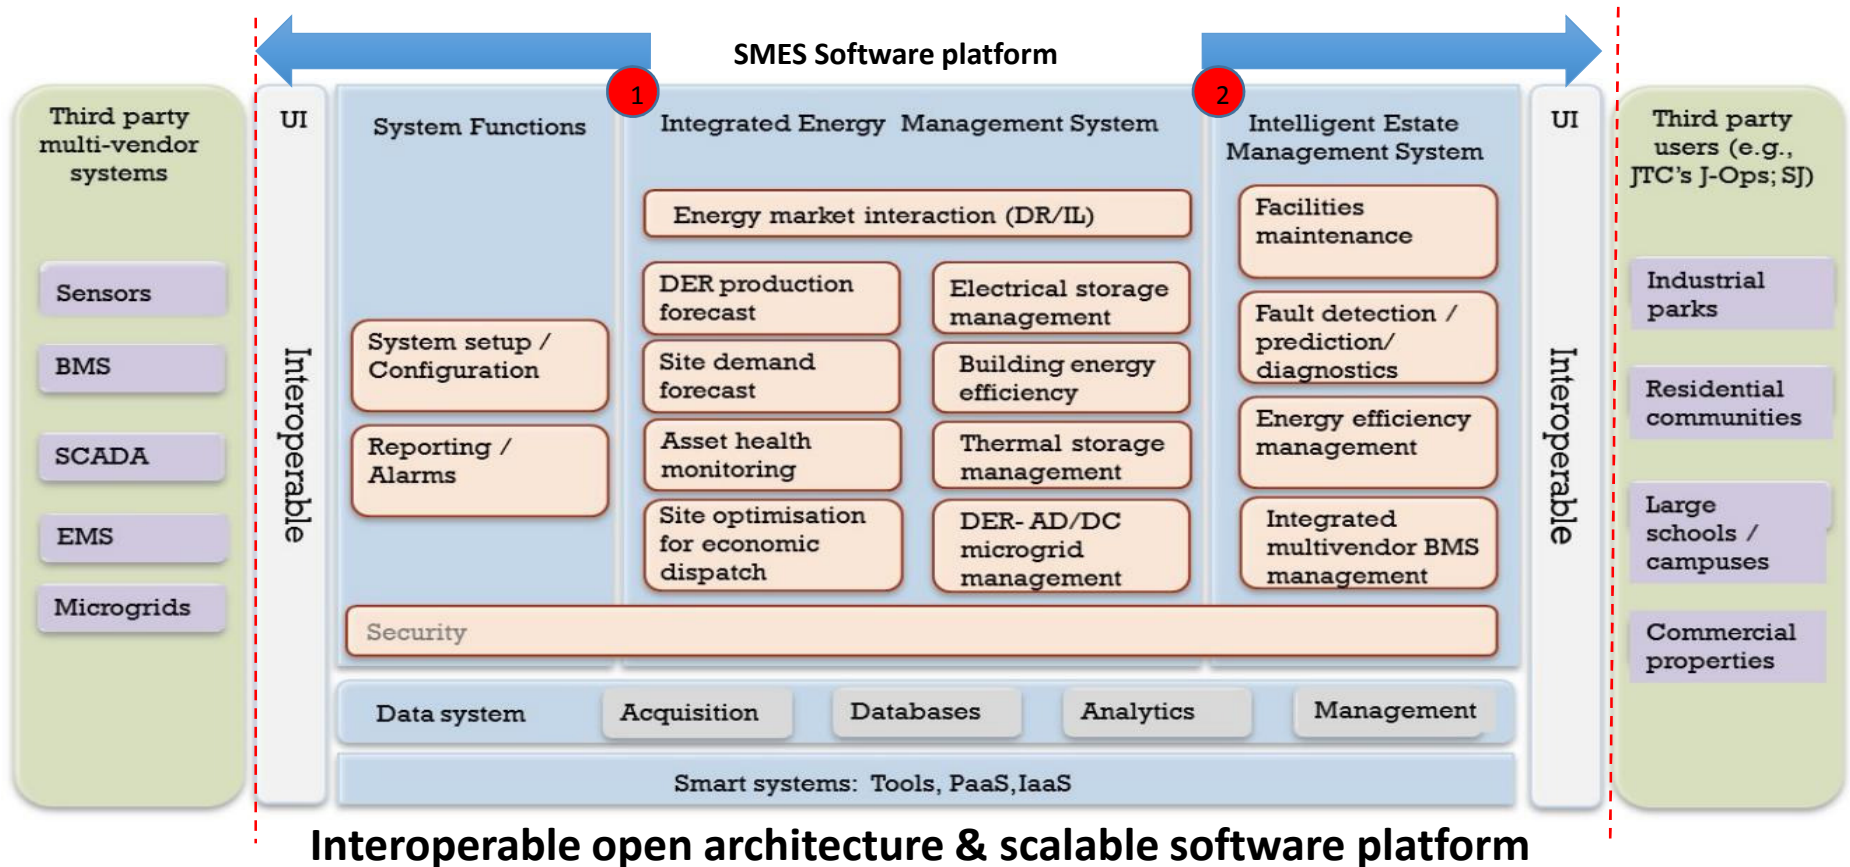 SMES Software platform
1
2
Third party
multi-vendor
systems
Sensors
BMS
SCADA
EMS
Microgrids
UI
Interoperable
System Functions
System setup /
Configuration
Reporting /
Alarms
Integrated Energy Management System
Energy market interaction (DR/IL)
DER production
forecast
Site demand
forecast
Asset health
monitoring
Site optimisation
for economic
dispatch
Electrical storage
management
Building energy
efficiency
Thermal storage
management
DER- AD/DC
microgrid
management
Intelligent Estate
Management System
Facilities
maintenance
Fault detection /
prediction/
diagnostics
Energy efficiency
management
Integrated
multivendor BMS
management
Security
Data system
Acquisition
Databases
Analytics
Management
Smart systems: Tools, PaaS,IaaS
UI
Interoperable
Third party
users (e.g.,
JTC's J-Ops; SJ)
Industrial
parks
Residential
communities
Large
schools /
campuses
Commercial
properties
Interoperable open architecture & scalable software platform